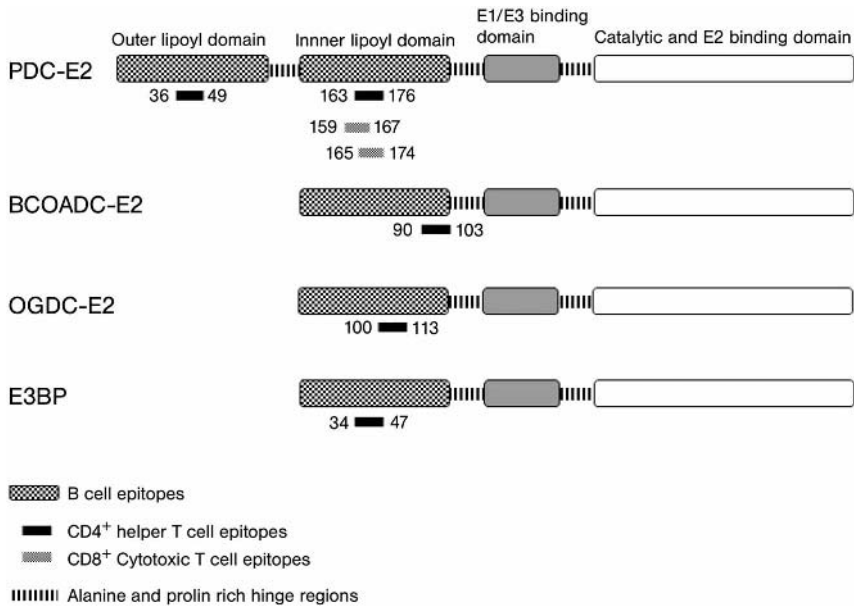 E1/E3 binding
domain
Outer lipoyl domain
Innner lipoyl domain
Catalytic and E2 binding domain
PDC-E2
36 49
163 176
159 167
165 174
BCOADC-E2
90 103
OGDC-E2
100 113
E3BP
34 47
B cell epitopes
CD4+ helper T cell epitopes
CD8+ Cytotoxic T cell epitopes
Alanine and prolin rich hinge regions